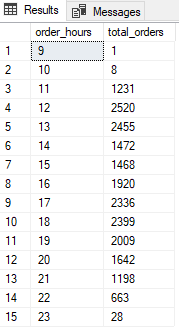 Results Messages
order_hours total_orders
1 9 1
2 10 8
3 11 1231
4 12 2520
5 13 2455
6 14 1472
7 15 1468
8 16 1920
9 17 2336
10 18 2399
11 19 2009
12 20 1642
13 21 1198
14 22 663
15 23 28